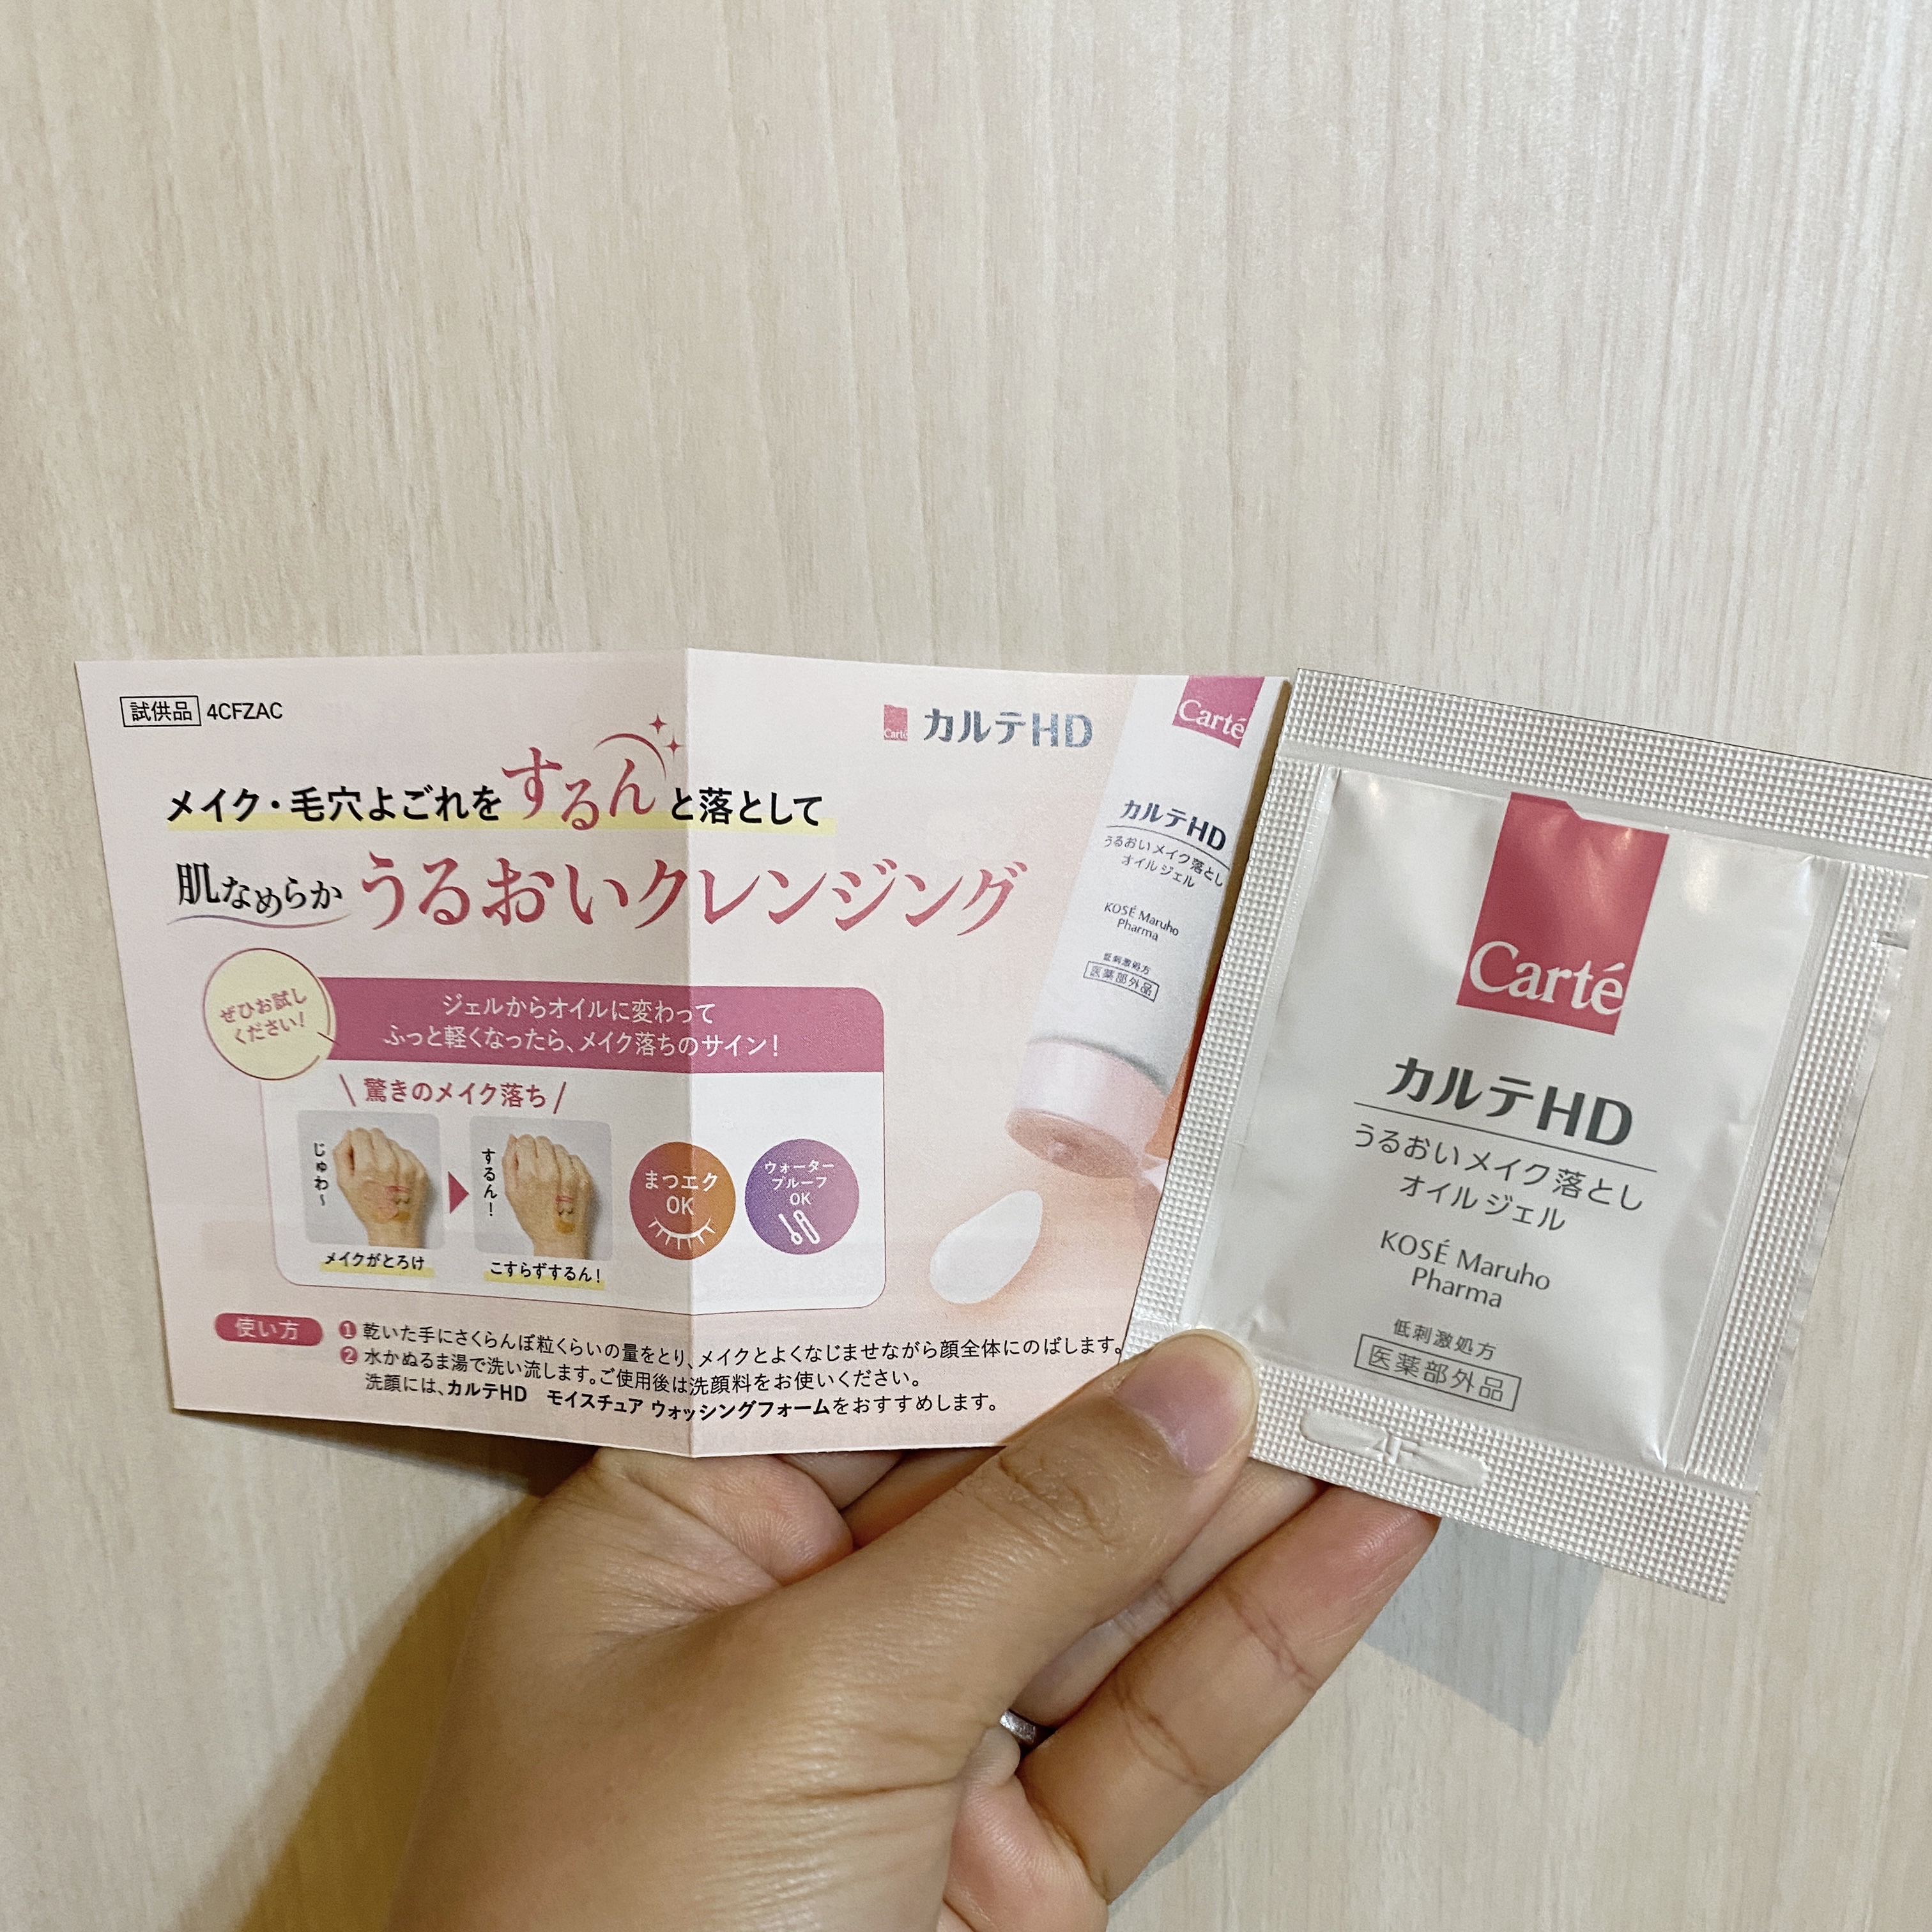 試供品 4CFZAC
メイク・毛穴よごれをするんと落として
肌なめらか うるおいクレンジング
ぜひお試し
ください!
ジェルからオイルに変わって
ふっと軽くなったら、メイク落ちのサイン!
\ 驚きのメイク落ち /
じゅわ~
メイクがとろけ
するん!
こすらずするん!
まつエク
OK
ウォーター
プルーフ
OK
使い方
❶ 乾いた手にさくらんぼ粒くらいの量をとり、メイクとよくなじませながら顔全体にのばします。
❷ 水かぬるま湯で洗い流します。ご使用後は洗顔料をお使いください。
洗顔には、カルテHD モイスチュア ウォッシングフォームをおすすめします。
Carté カルテHD
Carté
カルテHD
うるおいメイク落とし
オイルジェル
KOSÉ Maruho
Pharma
低刺激処方
医薬部外品
Carté
カルテHD
うるおいメイク落とし
オイルジェル
KOSÉ Maruho
Pharma
低刺激処方
医薬部外品
4F